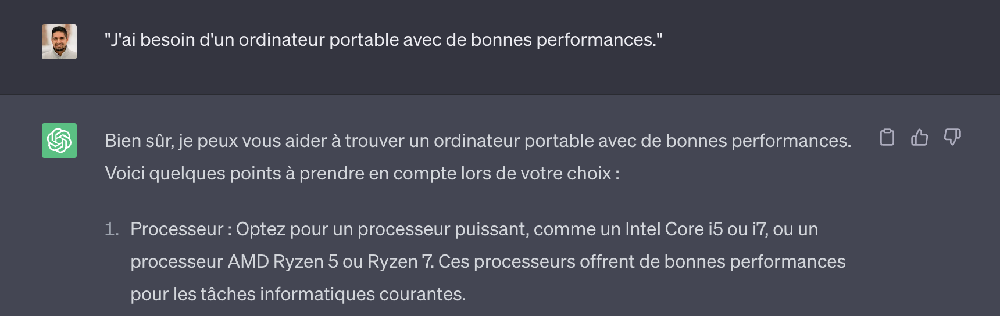 "J'ai besoin d'un ordinateur portable avec de bonnes performances."
Bien sûr, je peux vous aider à trouver un ordinateur portable avec de bonnes performances.
Voici quelques points à prendre en compte lors de votre choix :
1. Processeur : Optez pour un processeur puissant, comme un Intel Core i5 ou i7, ou un
processeur AMD Ryzen 5 ou Ryzen 7. Ces processeurs offrent de bonnes performances
pour les tâches informatiques courantes.